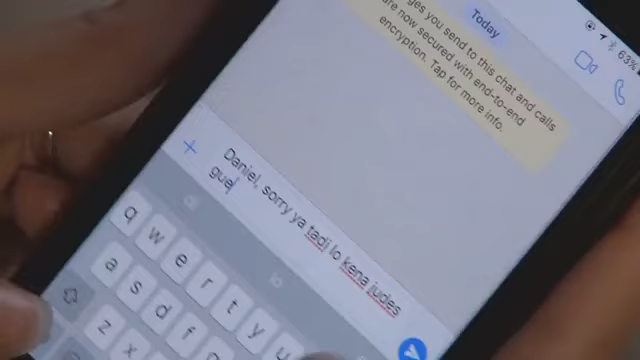 Today
63%
ges you send to this chat and calls
are now secured with end-to-end
encryption. Tap for more info.
Daniel, sorry ya tadi lo kena judes
gue
q w e r t y u
a s d f g
z x